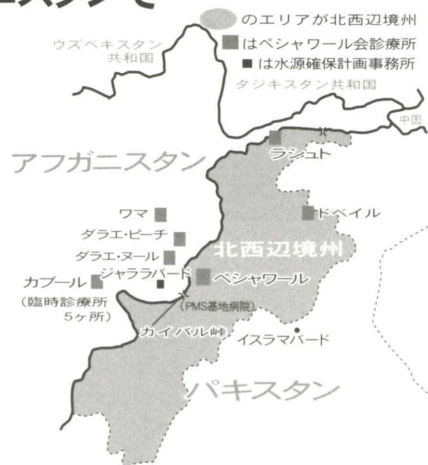 のエリアが北西辺境州
はペシャワール会診療所
は水源確保計画事務所
ウズベキスタン
共和国
タジキスタン共和国
中国
アフガニスタン
ラシュト
ワマ
ドベイル
ダラエ・ピーチ
北西辺境州
ダラエ・ヌール
ジャララバード
カブール
ペシャワール
(臨時診療所
5ヶ所)
(PMS基地病院)
カイバル峠
イスラマバード
パキスタン